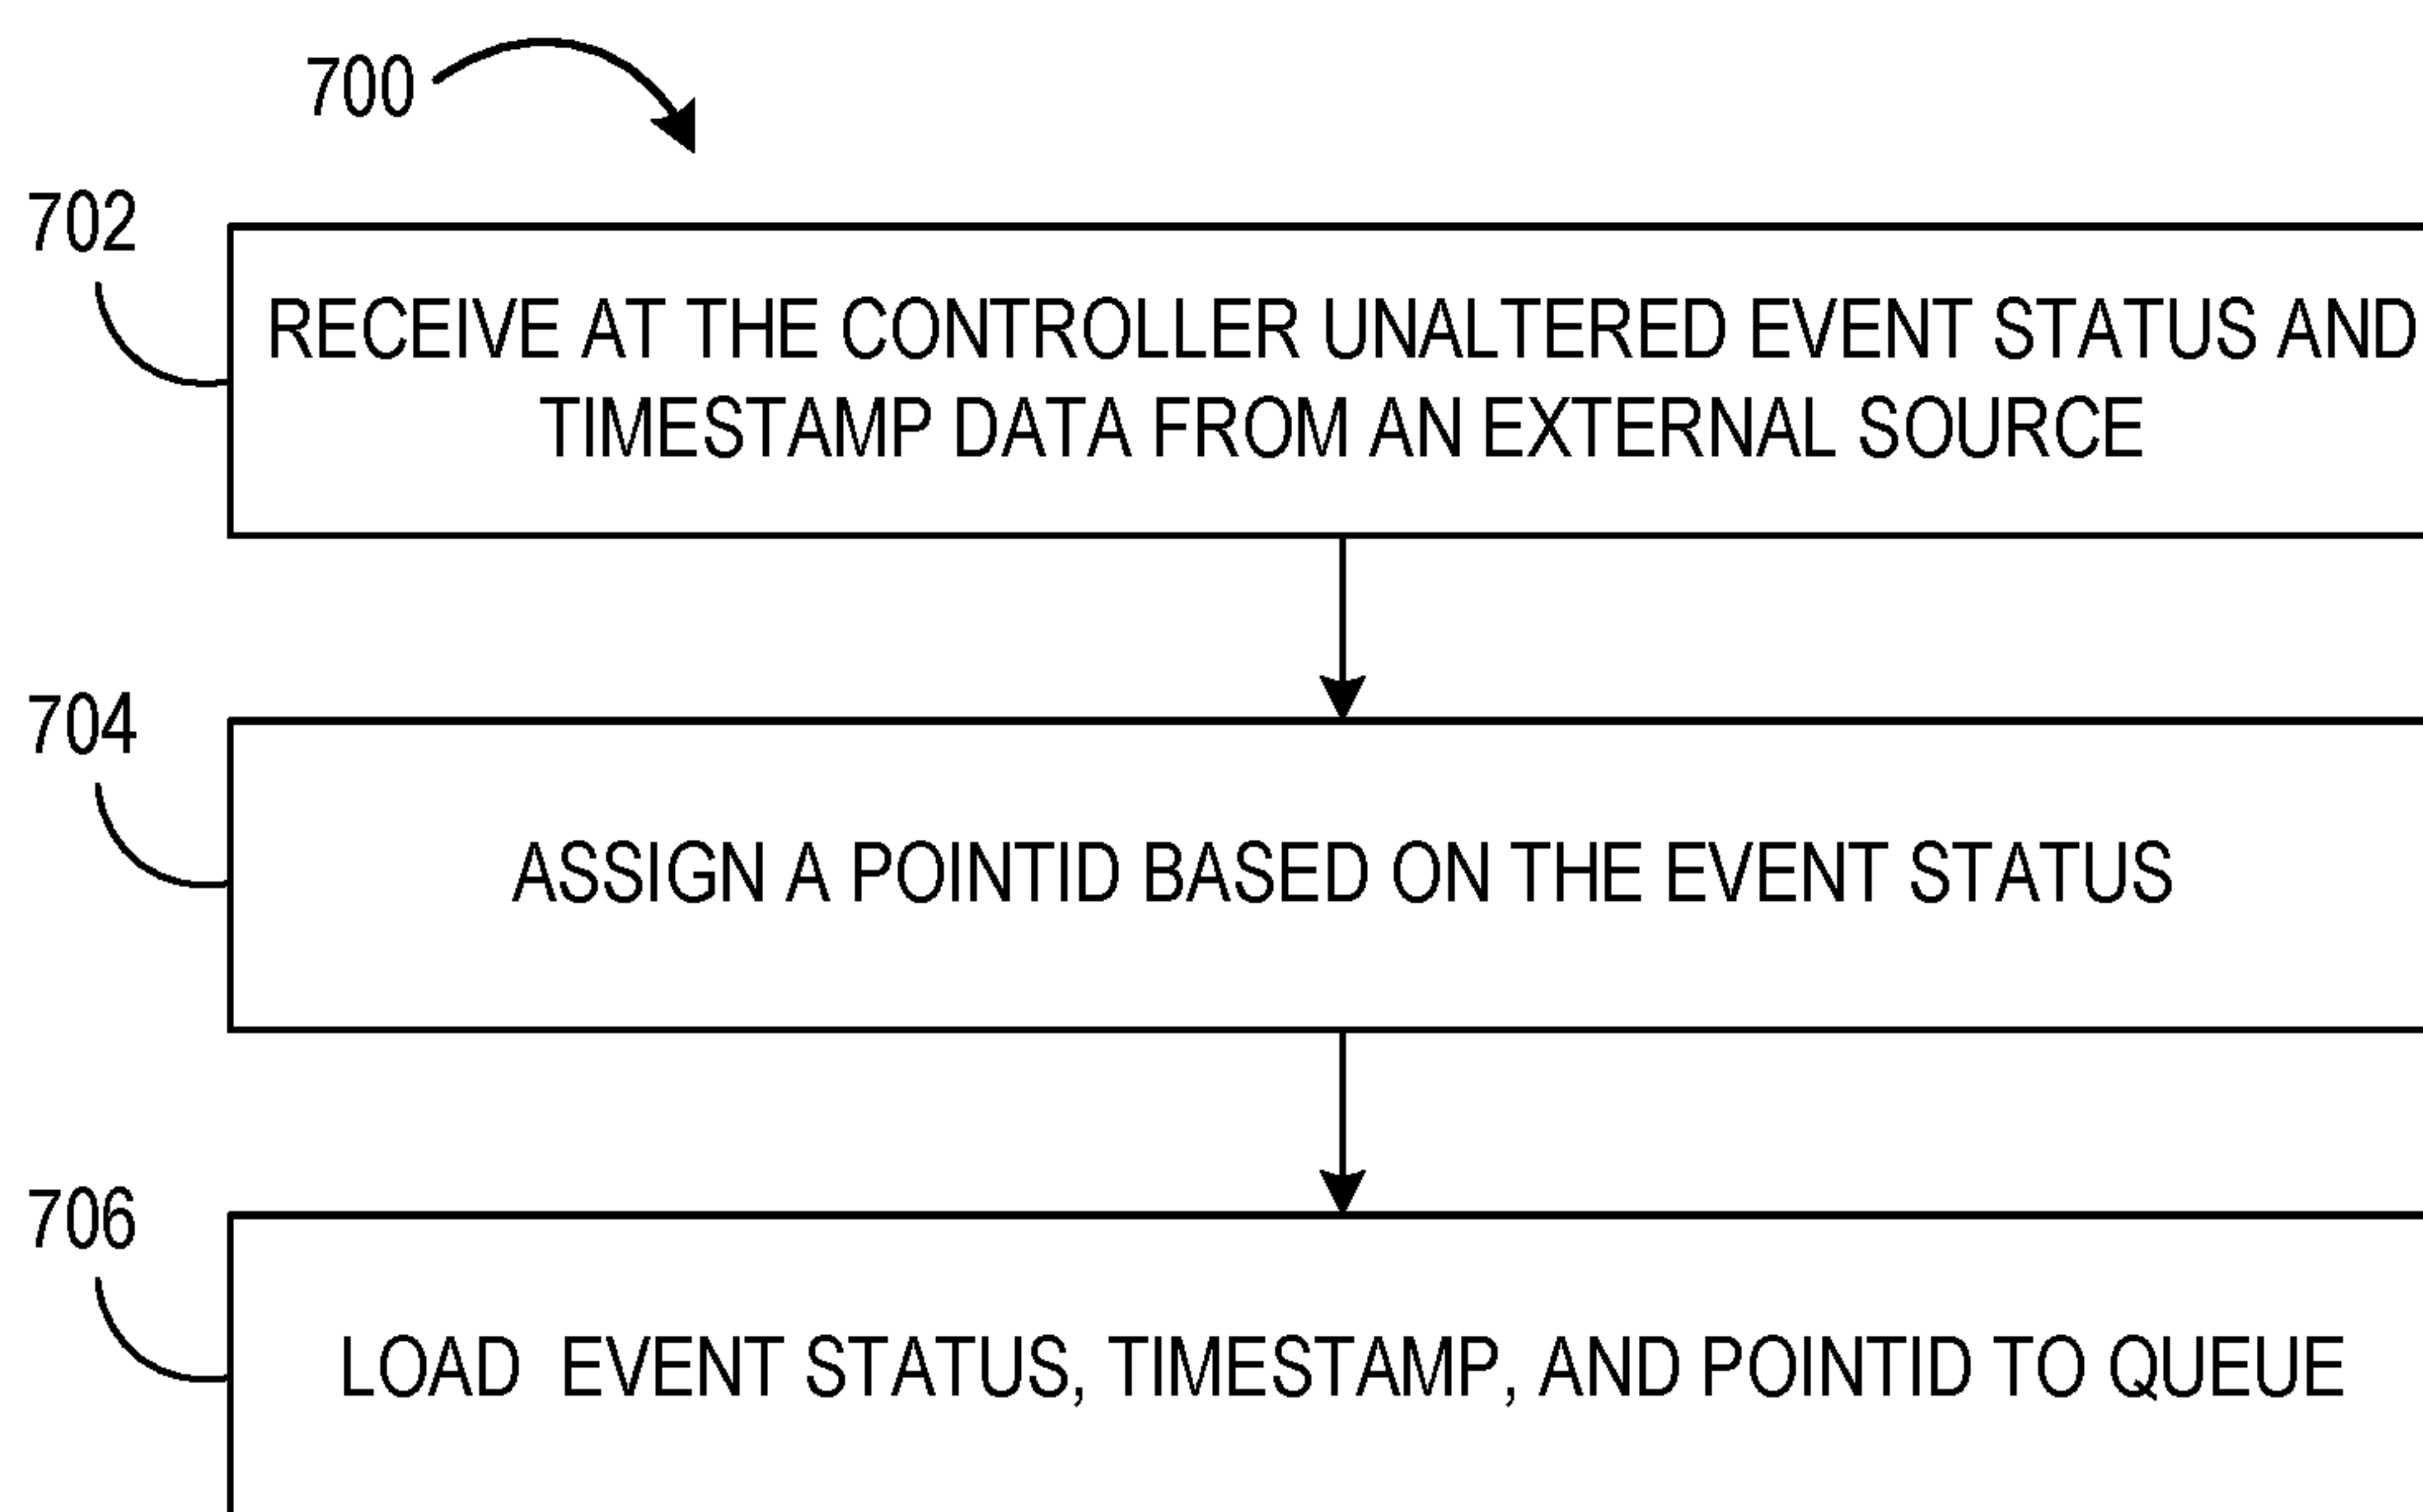 700
702
RECEIVE AT THE CONTROLLER UNALTERED EVENT STATUS AND
TIMESTAMP DATA FROM AN EXTERNAL SOURCE
704
ASSIGN A POINTID BASED ON THE EVENT STATUS
706
LOAD EVENT STATUS, TIMESTAMP, AND POINTID TO QUEUE